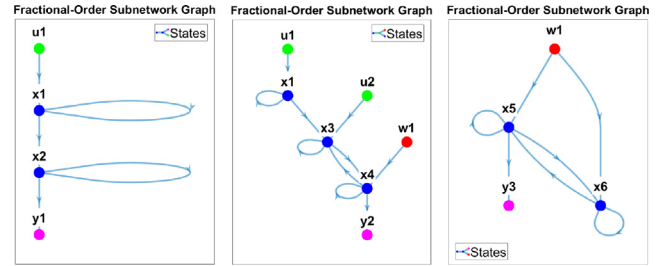 Fractional-Order Subnetwork Graph
u1
States
x1
x2
y1
Fractional-Order Subnetwork Graph
u1
States
x1
u2
x3
w1
x4
y2
Fractional-Order Subnetwork Graph
w1
x5
y3
x6
States